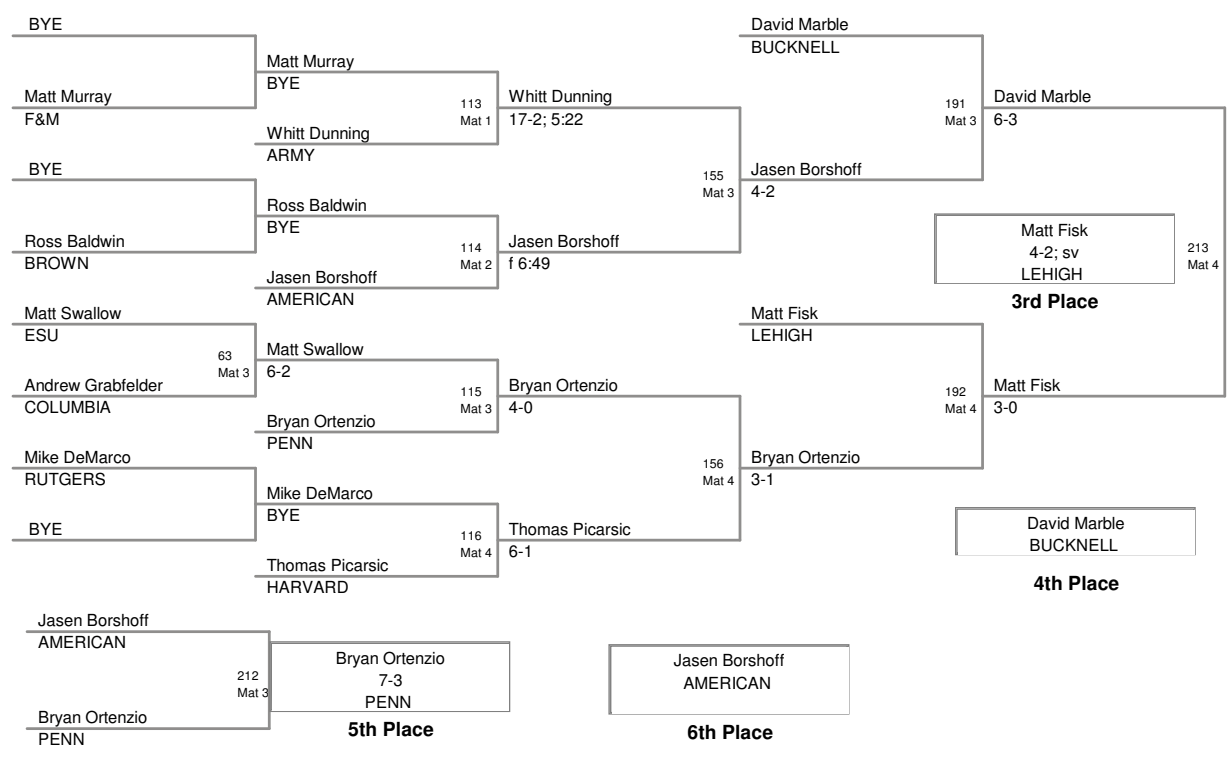 BYE
Matt Murray
F&M
BYE
Ross Baldwin
BROWN
Matt Swallow
ESU
Andrew Grabfelder
COLUMBIA
Mike DeMarco
RUTGERS
BYE
63
Mat 3
Matt Murray
BYE
Whitt Dunning
ARMY
Ross Baldwin
BYE
Jasen Borshoff
AMERICAN
Matt Swallow
6-2
Bryan Ortenzio
PENN
Mike DeMarco
BYE
Thomas Picarsic
HARVARD
113
Mat 1
114
Mat 2
115
Mat 3
116
Mat 4
Whitt Dunning
17-2; 5:22
Jasen Borshoff
f 6:49
Bryan Ortenzio
4-0
Thomas Picarsic
6-1
155
Mat 3
156
Mat 4
David Marble
BUCKNELL
Jasen Borshoff
4-2
Matt Fisk
LEHIGH
Bryan Ortenzio
3-1
191
Mat 3
192
Mat 4
David Marble
6-3
Matt Fisk
3-0
213
Mat 4
Matt Fisk
4-2; sv
LEHIGH
3rd Place
David Marble
BUCKNELL
4th Place
Jasen Borshoff
AMERICAN
Bryan Ortenzio
PENN
212
Mat 3
Bryan Ortenzio
7-3
PENN
5th Place
Jasen Borshoff
AMERICAN
6th Place